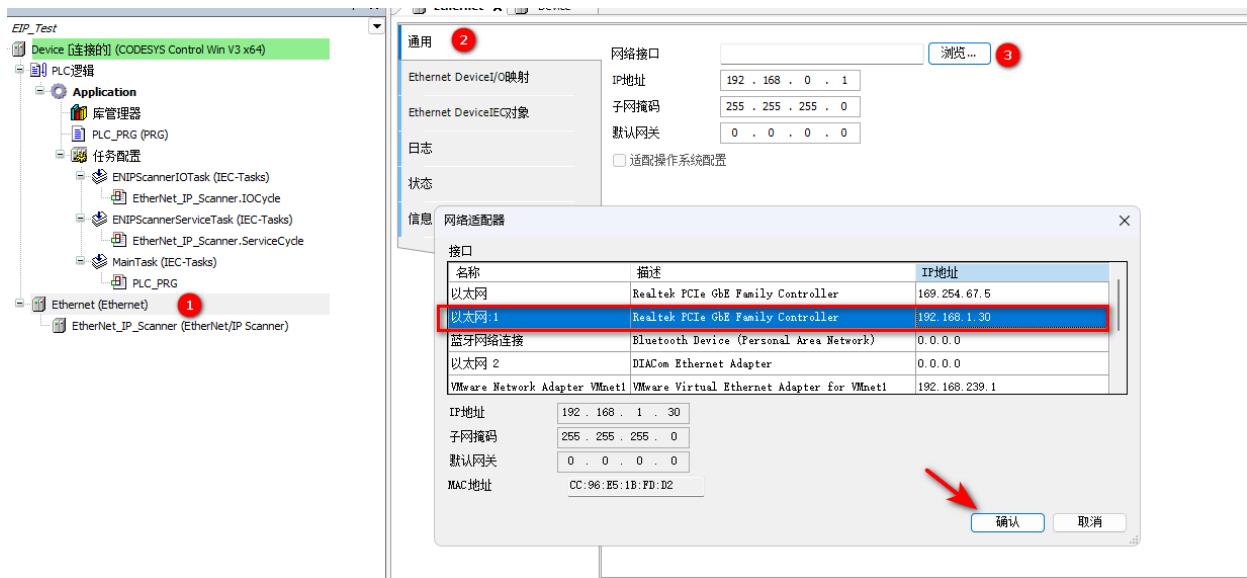 Ethernet
Device
EIP_Test
Device [连接的] (CODESYS Control Win V3 x64)
PLC逻辑
Application
库管理器
PLC_PRG (PRG)
任务配置
ENIPScannerIOTask (IEC-Tasks)
EtherNet_IP_Scanner.IOCycle
ENIPScannerServiceTask (IEC-Tasks)
EtherNet_IP_Scanner.ServiceCycle
MainTask (IEC-Tasks)
PLC_PRG
Ethernet (Ethernet) 1
EtherNet_IP_Scanner (EtherNet/IP Scanner)
通用 2
Ethernet DeviceI/O映射
Ethernet DeviceIEC对象
日志
状态
信息
网络接口 浏览... 3
IP地址 192 . 168 . 0 . 1
子网掩码 255 . 255 . 255 . 0
默认网关 0 . 0 . 0 . 0
适配操作系统配置
网络适配器
接口
名称 描述 IP地址
以太网 Realtek PCIe GbE Family Controller 169.254.67.5
以太网:1 Realtek PCIe GbE Family Controller 192.168.1.30
蓝牙网络连接 Bluetooth Device (Personal Area Network) 0.0.0.0
以太网 2 DIACom Ethernet Adapter 0.0.0.0
VMware Network Adapter VMnet1 VMware Virtual Ethernet Adapter for VMnet1 192.168.239.1
IP地址 192 . 168 . 1 . 30
子网掩码 255 . 255 . 255 . 0
默认网关 0 . 0 . 0 . 0
MAC地址 CC:96:E5:1B:FD:D2
确认 取消